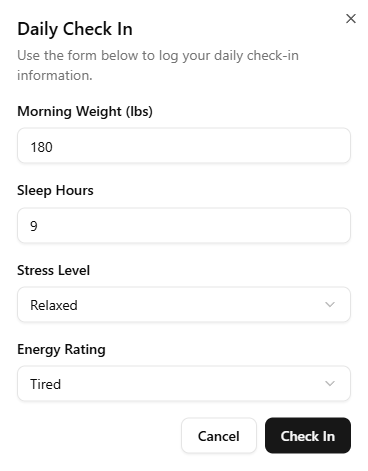 Daily Check In
Use the form below to log your daily check-in
information.
Morning Weight (lbs)
180
Sleep Hours
9
Stress Level
Relaxed
Energy Rating
Tired
Cancel
Check In